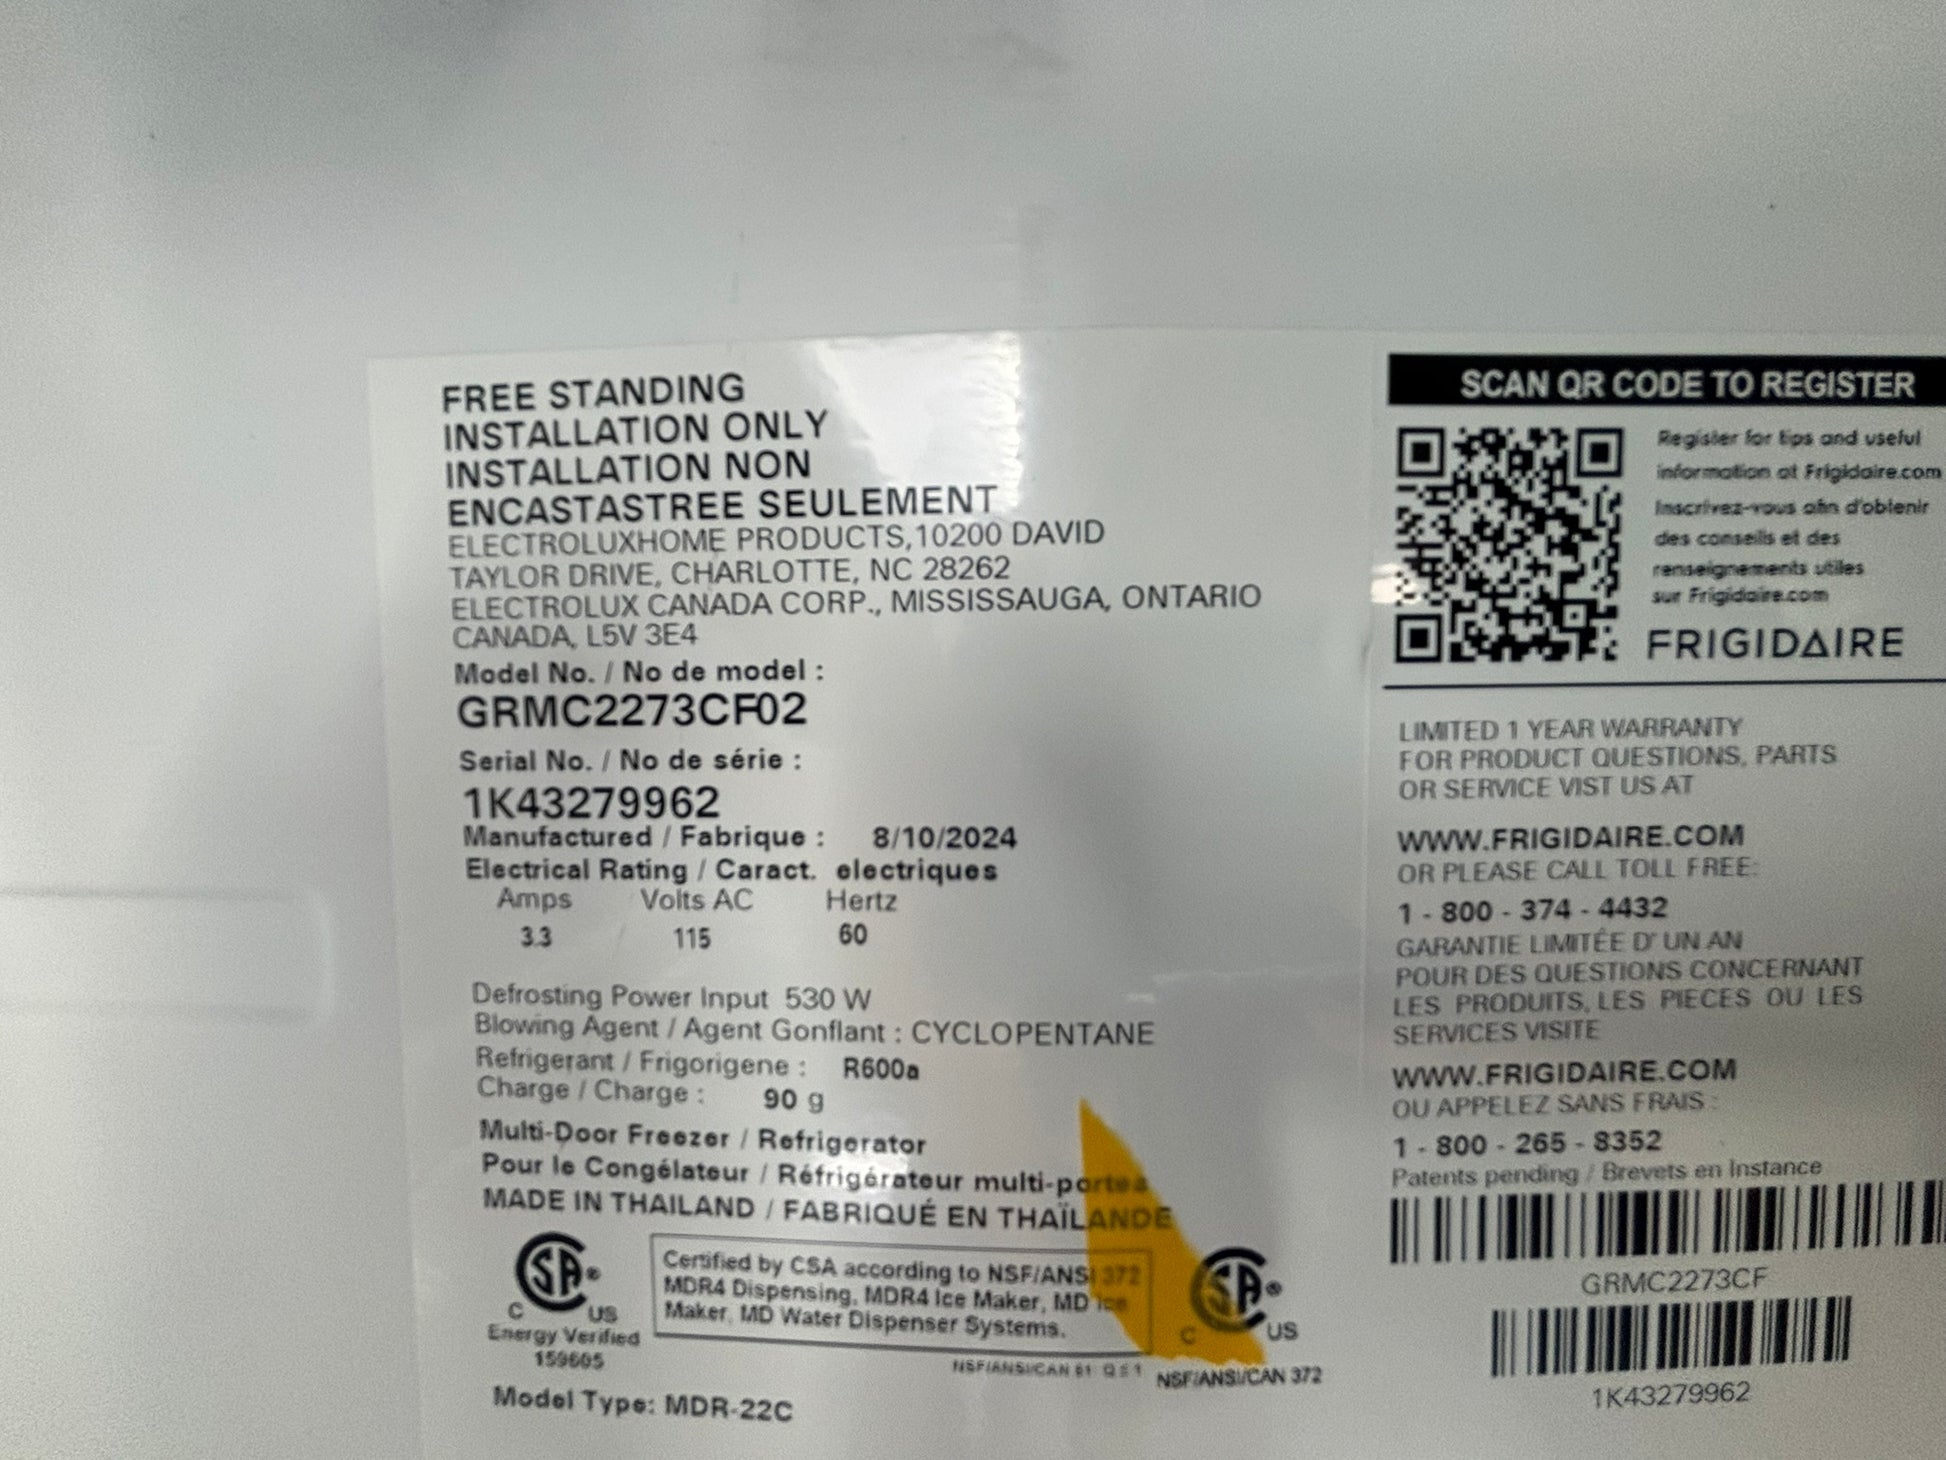 FREE STANDING
INSTALLATION ONLY
INSTALLATION NON
ENCASTASTREE SEULEMENT
ELECTROLUXHOME PRODUCTS,10200 DAVID
TAYLOR DRIVE, CHARLOTTE, NC 28262
ELECTROLUX CANADA CORP., MISSISSAUGA, ONTARIO
CANADA, L5V 3E4
Model No. / No de model :
GRMC2273CF02
Serial No. / No de série :
1K43279962
Manufactured / Fabrique : 8/10/2024
Electrical Rating / Caract. electriques
Amps Volts AC Hertz
3.3 115 60
Defrosting Power Input 530 W
Blowing Agent / Agent Gonflant : CYCLOPENTANE
Refrigerant / Frigorigene : R600a
Charge / Charge : 90 g
Multi-Door Freezer / Refrigerator
Pour le Congélateur / Réfrigérateur multi-portes
MADE IN THAILAND / FABRIQUÉ EN THAÏLANDE
CSA®
C US
Energy Verified
159605
Certified by CSA according to NSF/ANSI 372
MDR4 Dispensing, MDR4 Ice Maker, MD Ice
Maker, MD Water Dispenser Systems.
NSF/ANSI/CAN 61
CSA®
C US
NSF/ANSI/CAN 372
Model Type: MDR-22C
SCAN QR CODE TO REGISTER
Register for tips and useful
information at Frigidaire.com
Inscrivez-vous afin d'obtenir
des conseils et des
renseignements utiles
sur Frigidaire.com
FRIGIDAIRE
LIMITED 1 YEAR WARRANTY
FOR PRODUCT QUESTIONS, PARTS
OR SERVICE VIST US AT
WWW.FRIGIDAIRE.COM
OR PLEASE CALL TOLL FREE:
1 - 800 - 374 - 4432
GARANTIE LIMITÉE D' UN AN
POUR DES QUESTIONS CONCERNANT
LES PRODUITS, LES PIECES OU LES
SERVICES VISITE
WWW.FRIGIDAIRE.COM
OU APPELEZ SANS FRAIS :
1 - 800 - 265 - 8352
Patents pending / Brevets en Instance
GRMC2273CF
1K43279962